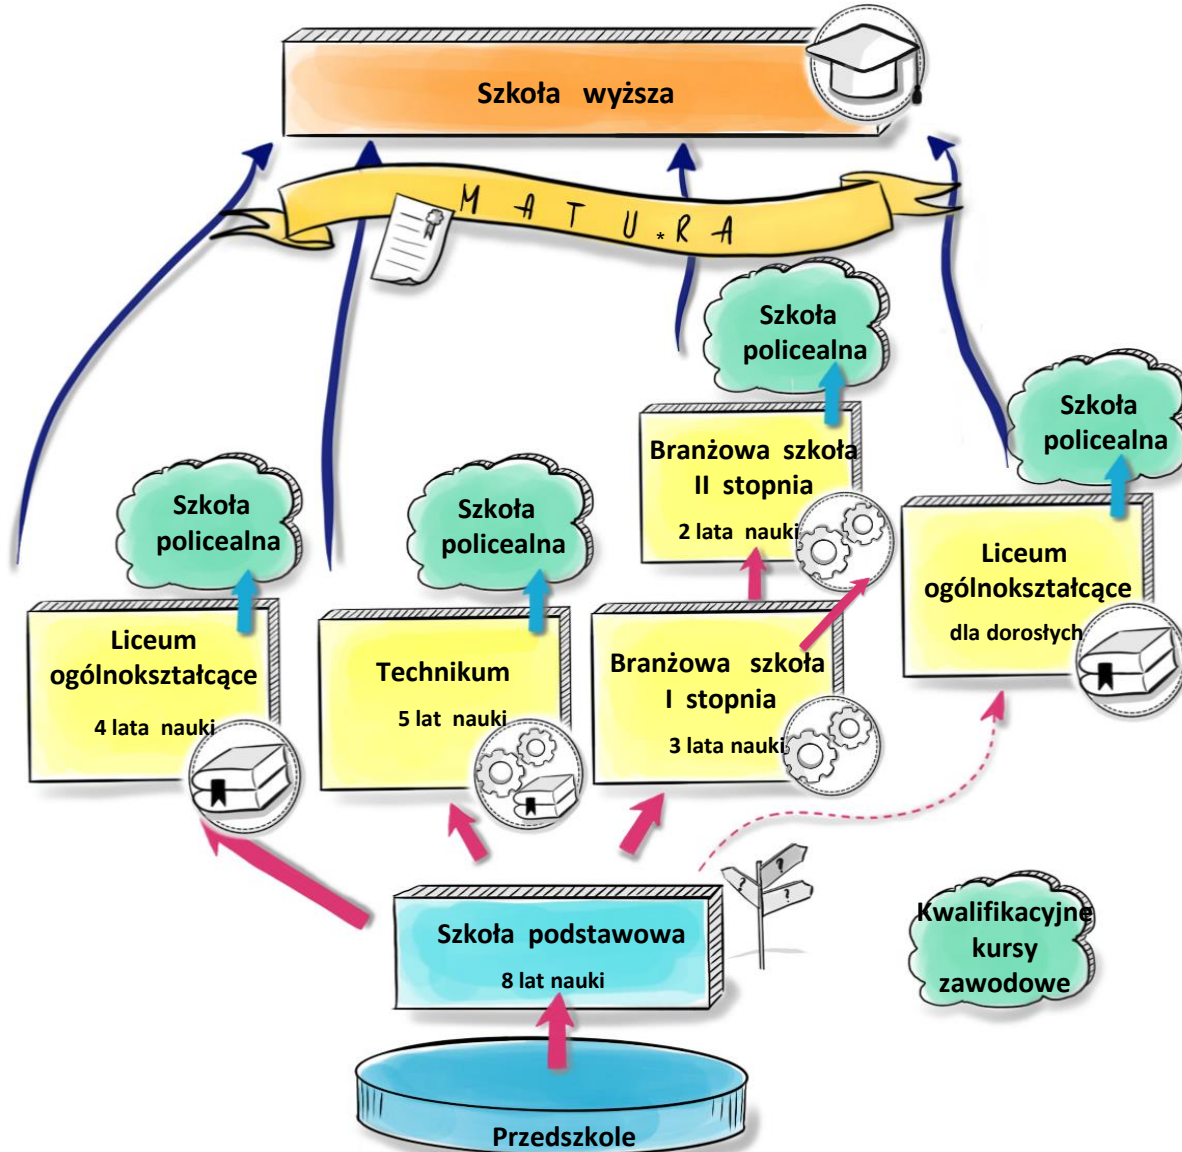 Szkoła wyższa
MATU*RA
Szkoła
policealna
Szkoła
policealna
Branżowa szkoła
II stopnia
2 lata nauki
Szkoła
policealna
Szkoła
policealna
Liceum
ogólnokształcące
dla dorosłych
Liceum
ogólnokształcące
4 lata nauki
Technikum
5 lat nauki
Branżowa szkoła
I stopnia
3 lata nauki
?
?
?
Szkoła podstawowa
8 lat nauki
Kwalifikacyjne
kursy
zawodowe
Przedszkole